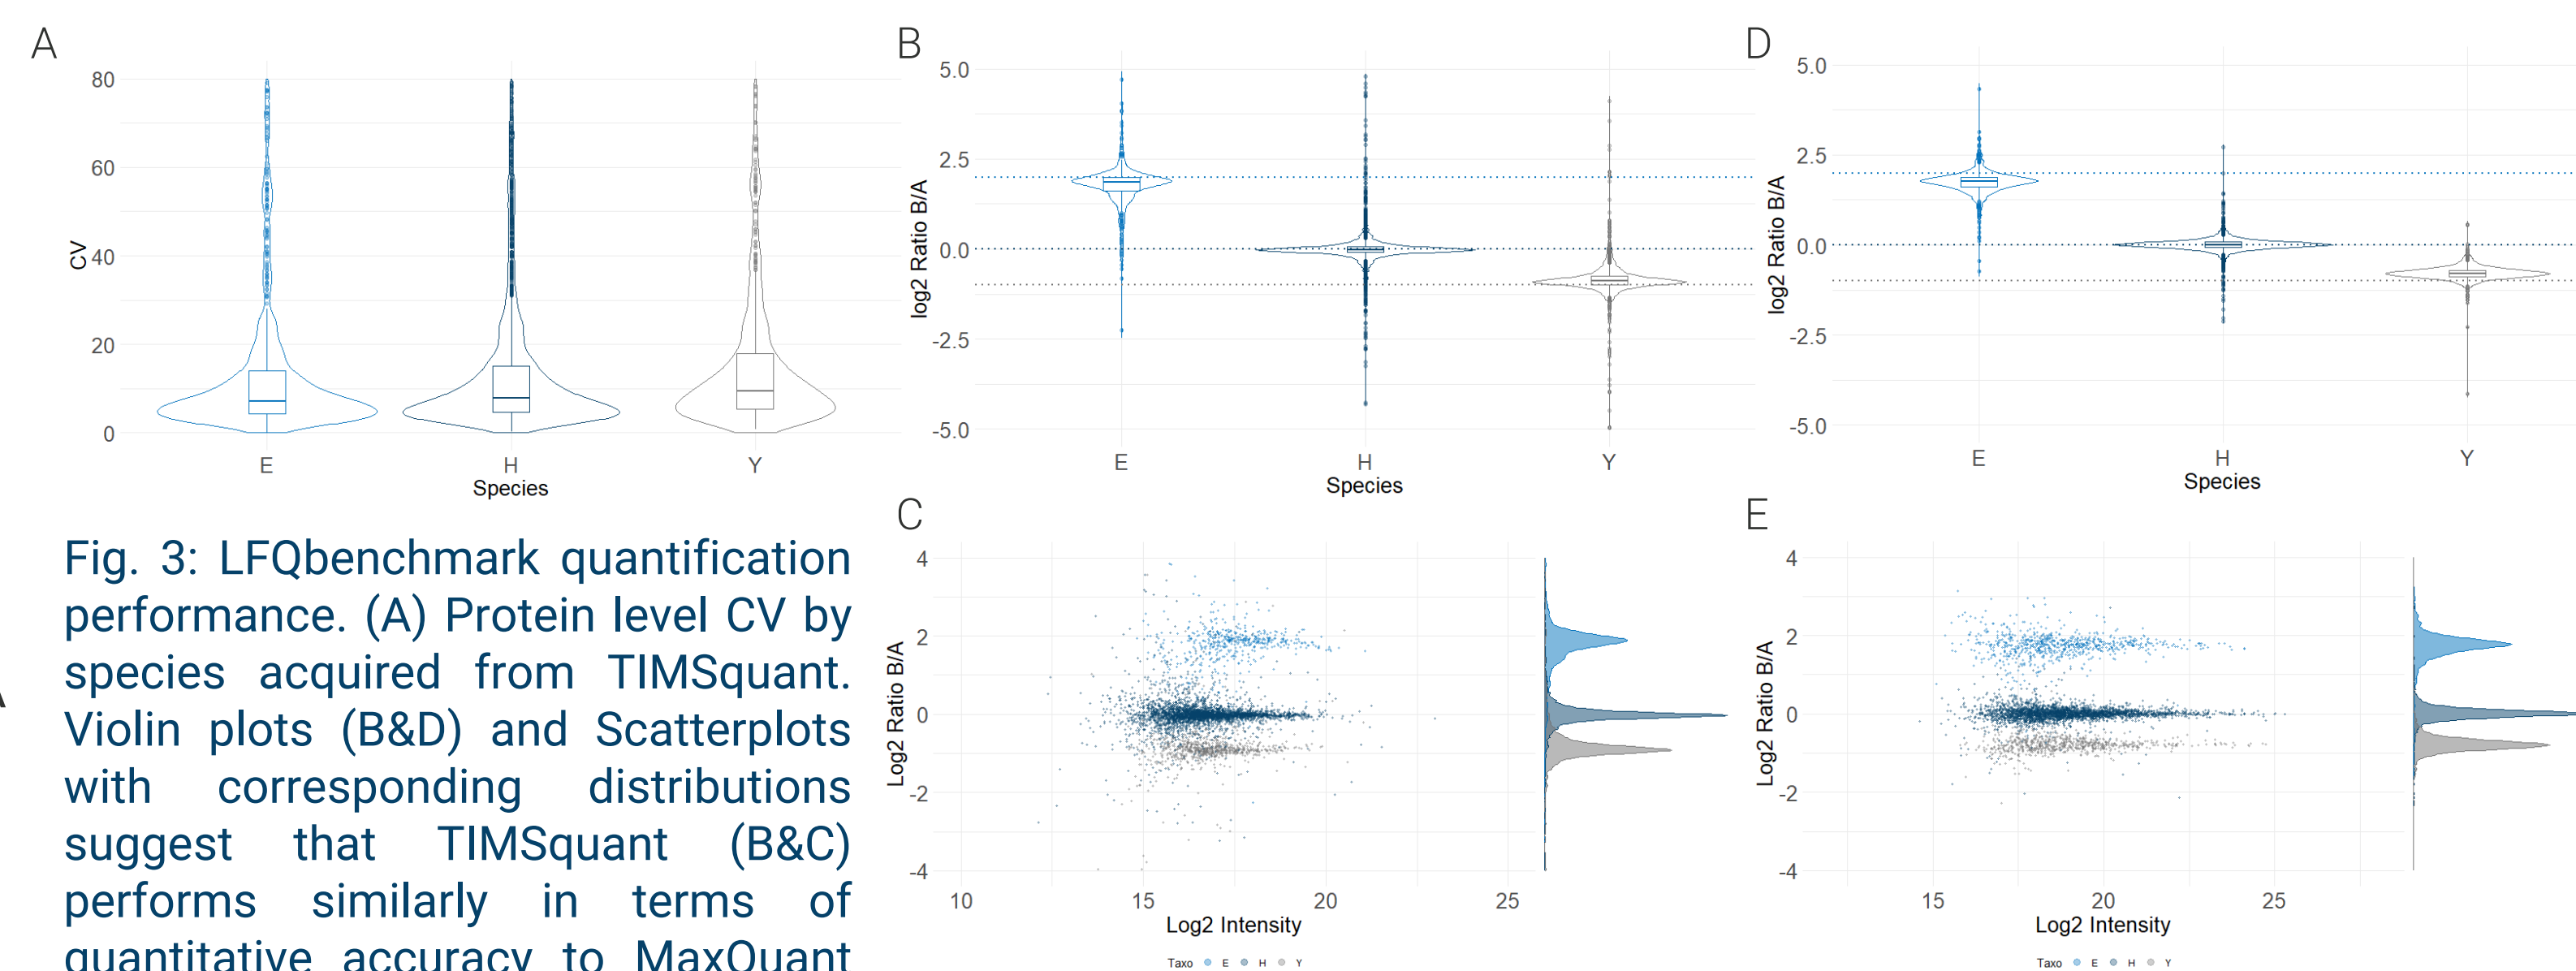 A
80
60
40
20
0
CV
E H Y
Species
B
5.0
2.5
0.0
-2.5
-5.0
log2 Ratio B/A
E H Y
Species
D
5.0
2.5
0.0
-2.5
-5.0
log2 Ratio B/A
E H Y
Species
Fig. 3: LFQbenchmark quantification
performance. (A) Protein level CV by
species acquired from TIMSquant.
Violin plots (B&D) and Scatterplots
with corresponding distributions
suggest that TIMSquant (B&C)
performs similarly in terms of
quantitative accuracy to MaxQuant
C
4
2
0
-2
-4
Log2 Ratio B/A
10 15 20 25
Log2 Intensity
Taxo E H Y
E
4
2
0
-2
-4
Log2 Ratio B/A
15 20 25
Log2 Intensity
Taxo E H Y